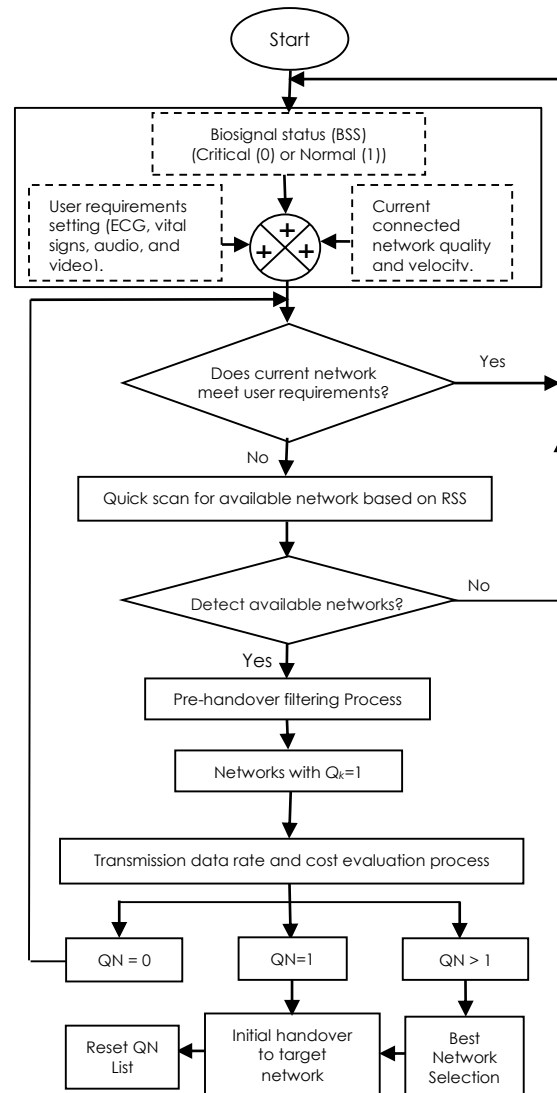 Start
Biosignal status (BSS)
(Critical (0) or Normal (1))
User requirements
setting (ECG, vital
signs, audio, and
video).
+
+
+
Current
connected
network quality
and velocity.
Does current network
meet user requirements?
Yes
No
Quick scan for available network based on RSS
Detect available networks?
No
Yes
Pre-handover filtering Process
Networks with Qk=1
Transmission data rate and cost evaluation process
QN = 0
QN=1
QN > 1
Reset QN
List
Initial handover
to target
network
Best
Network
Selection